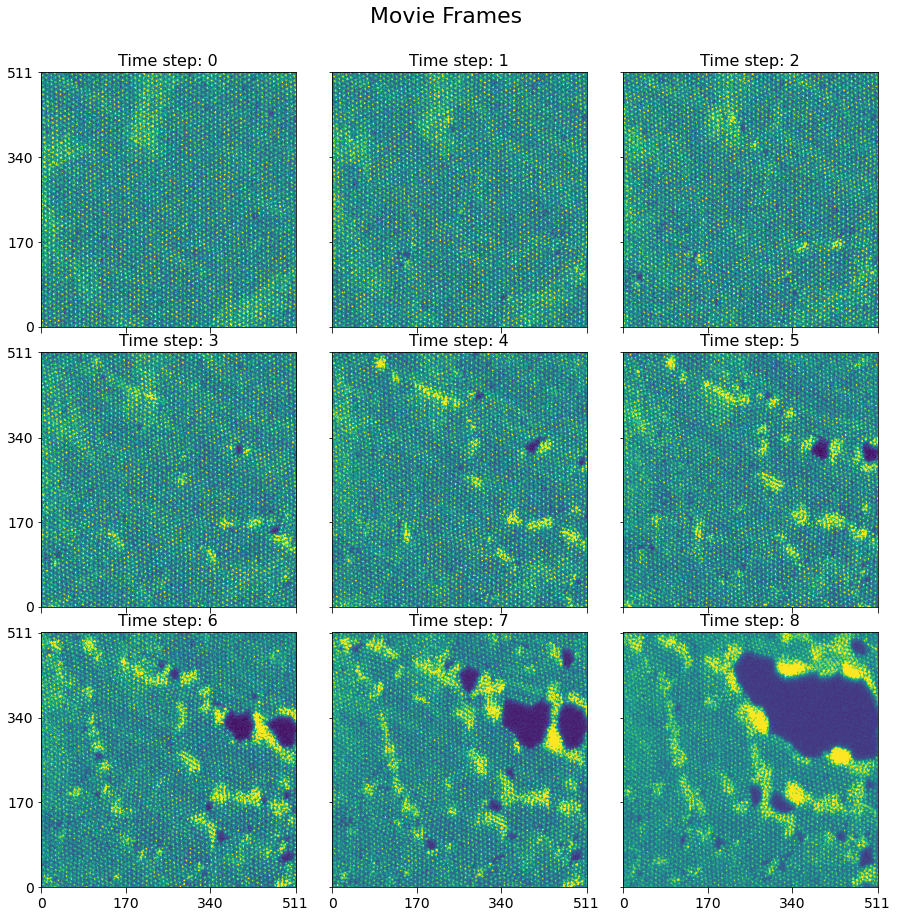 Movie Frames
Time step: 0
Time step: 1
Time step: 2
511
340
170
0
Time step: 3
Time step: 4
Time step: 5
511
340
170
0
Time step: 6
Time step: 7
Time step: 8
511
340
170
0
0 170 340 511
0 170 340 511
0 170 340 511